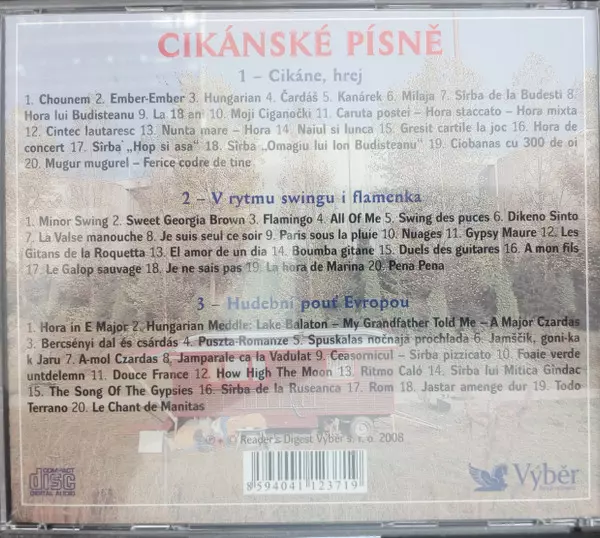 CIKÁNSKÉ PÍSNĚ
1 – Cikáne, hrej
1. Chounem 2. Ember-Ember 3. Hungarian 4. Čardáš 5. Kanárek 6. Milaja 7. Sîrba de la Budesti 8.
Hora lui Budisteanu 9. La 18 ani 10. Moji Ciganočki 11. Caruta postei – Hora staccato – Hora mixta
12. Cintec lautaresc 13. Nunta mare – Hora 14. Naiul si lunca 15. Gresit cartile la joc 16. Hora de
concert 17. Sirba „Hop si asa" 18. Sirba „Omagiu lui Ion Budisteanu" 19. Ciobanas cu 300 de oi
20. Mugur mugurel – Ferice codre de tine
2 – V rytmu swingu i flamenka
1. Minor Swing 2. Sweet Georgia Brown 3. Flamingo 4. All Of Me 5. Swing des puces 6. Dikeno Sinto
7. La Valse manouche 8. Je suis seul ce soir 9. Paris sous la pluie 10. Nuages 11. Gypsy Maure 12. Les
Gitans de la Roquetta 13. El amor de un dia 14. Boumba gitane 15. Duels des guitares 16. A mon fils
17. Le Galop sauvage 18. Je ne sais pas 19. La hora de Marina 20. Pena Pena
3 – Hudební pouť Evropou
1. Hora in E Major 2. Hungarian Meddle: Lake Balaton – My Grandfather Told Me – A Major Czardas
3. Bercsényi dal és csárdás 4. Puszta-Romanze 5. Spuskalas nočnaja prochlada 6. Jamščik, goni-ka
k Jaru 7. A-mol Czardas 8. Jamparale ca la Vadulat 9. Ceasornicul – Sirba pizzicato 10. Foaie verde
untdelemn 11. Douce France 12. How High The Moon 13. Ritmo Caló 14. Sirba lui Mitica Gindac
15. The Song Of The Gypsies 16. Sirba de la Ruseanca 17. Rom 18. Jastar amenge dur 19. Todo
Terrano 20. Le Chant de Manitas
℗ © Reader's Digest Výběr s. r. o. 2008
COMPACT
disc
DIGITAL AUDIO
8 594041 123719
Výběr